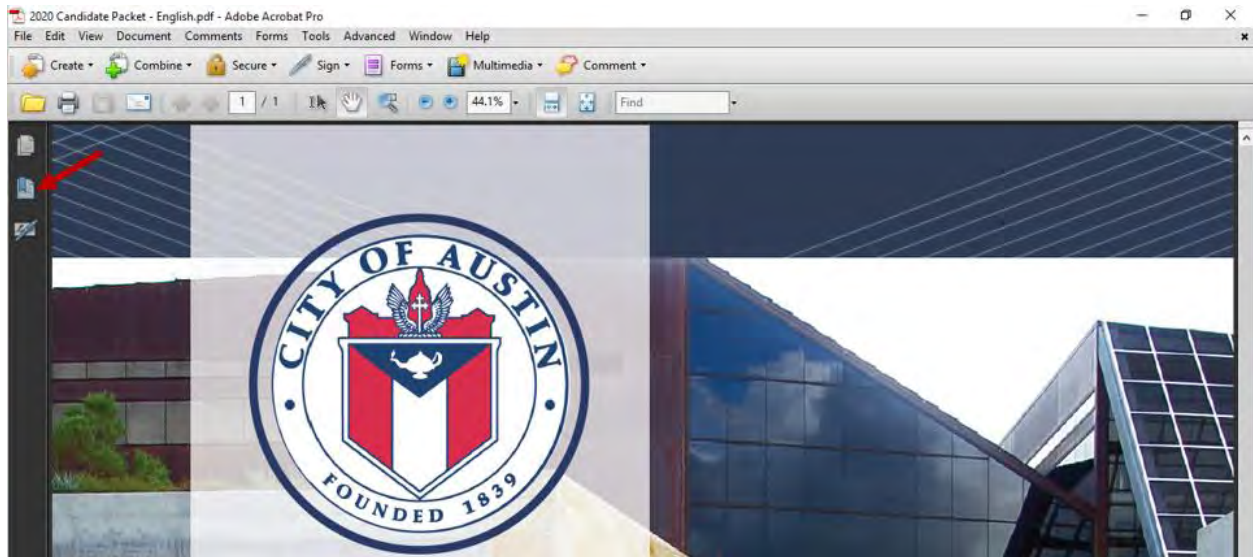 2020 Candidate Packet - English.pdf - Adobe Acrobat Pro
File Edit View Document Comments Forms Tools Advanced Window Help
Create Combine Secure Sign Forms Multimedia Comment
1 / 1 44.1% Find
CITY OF AUSTIN
FOUNDED 1839